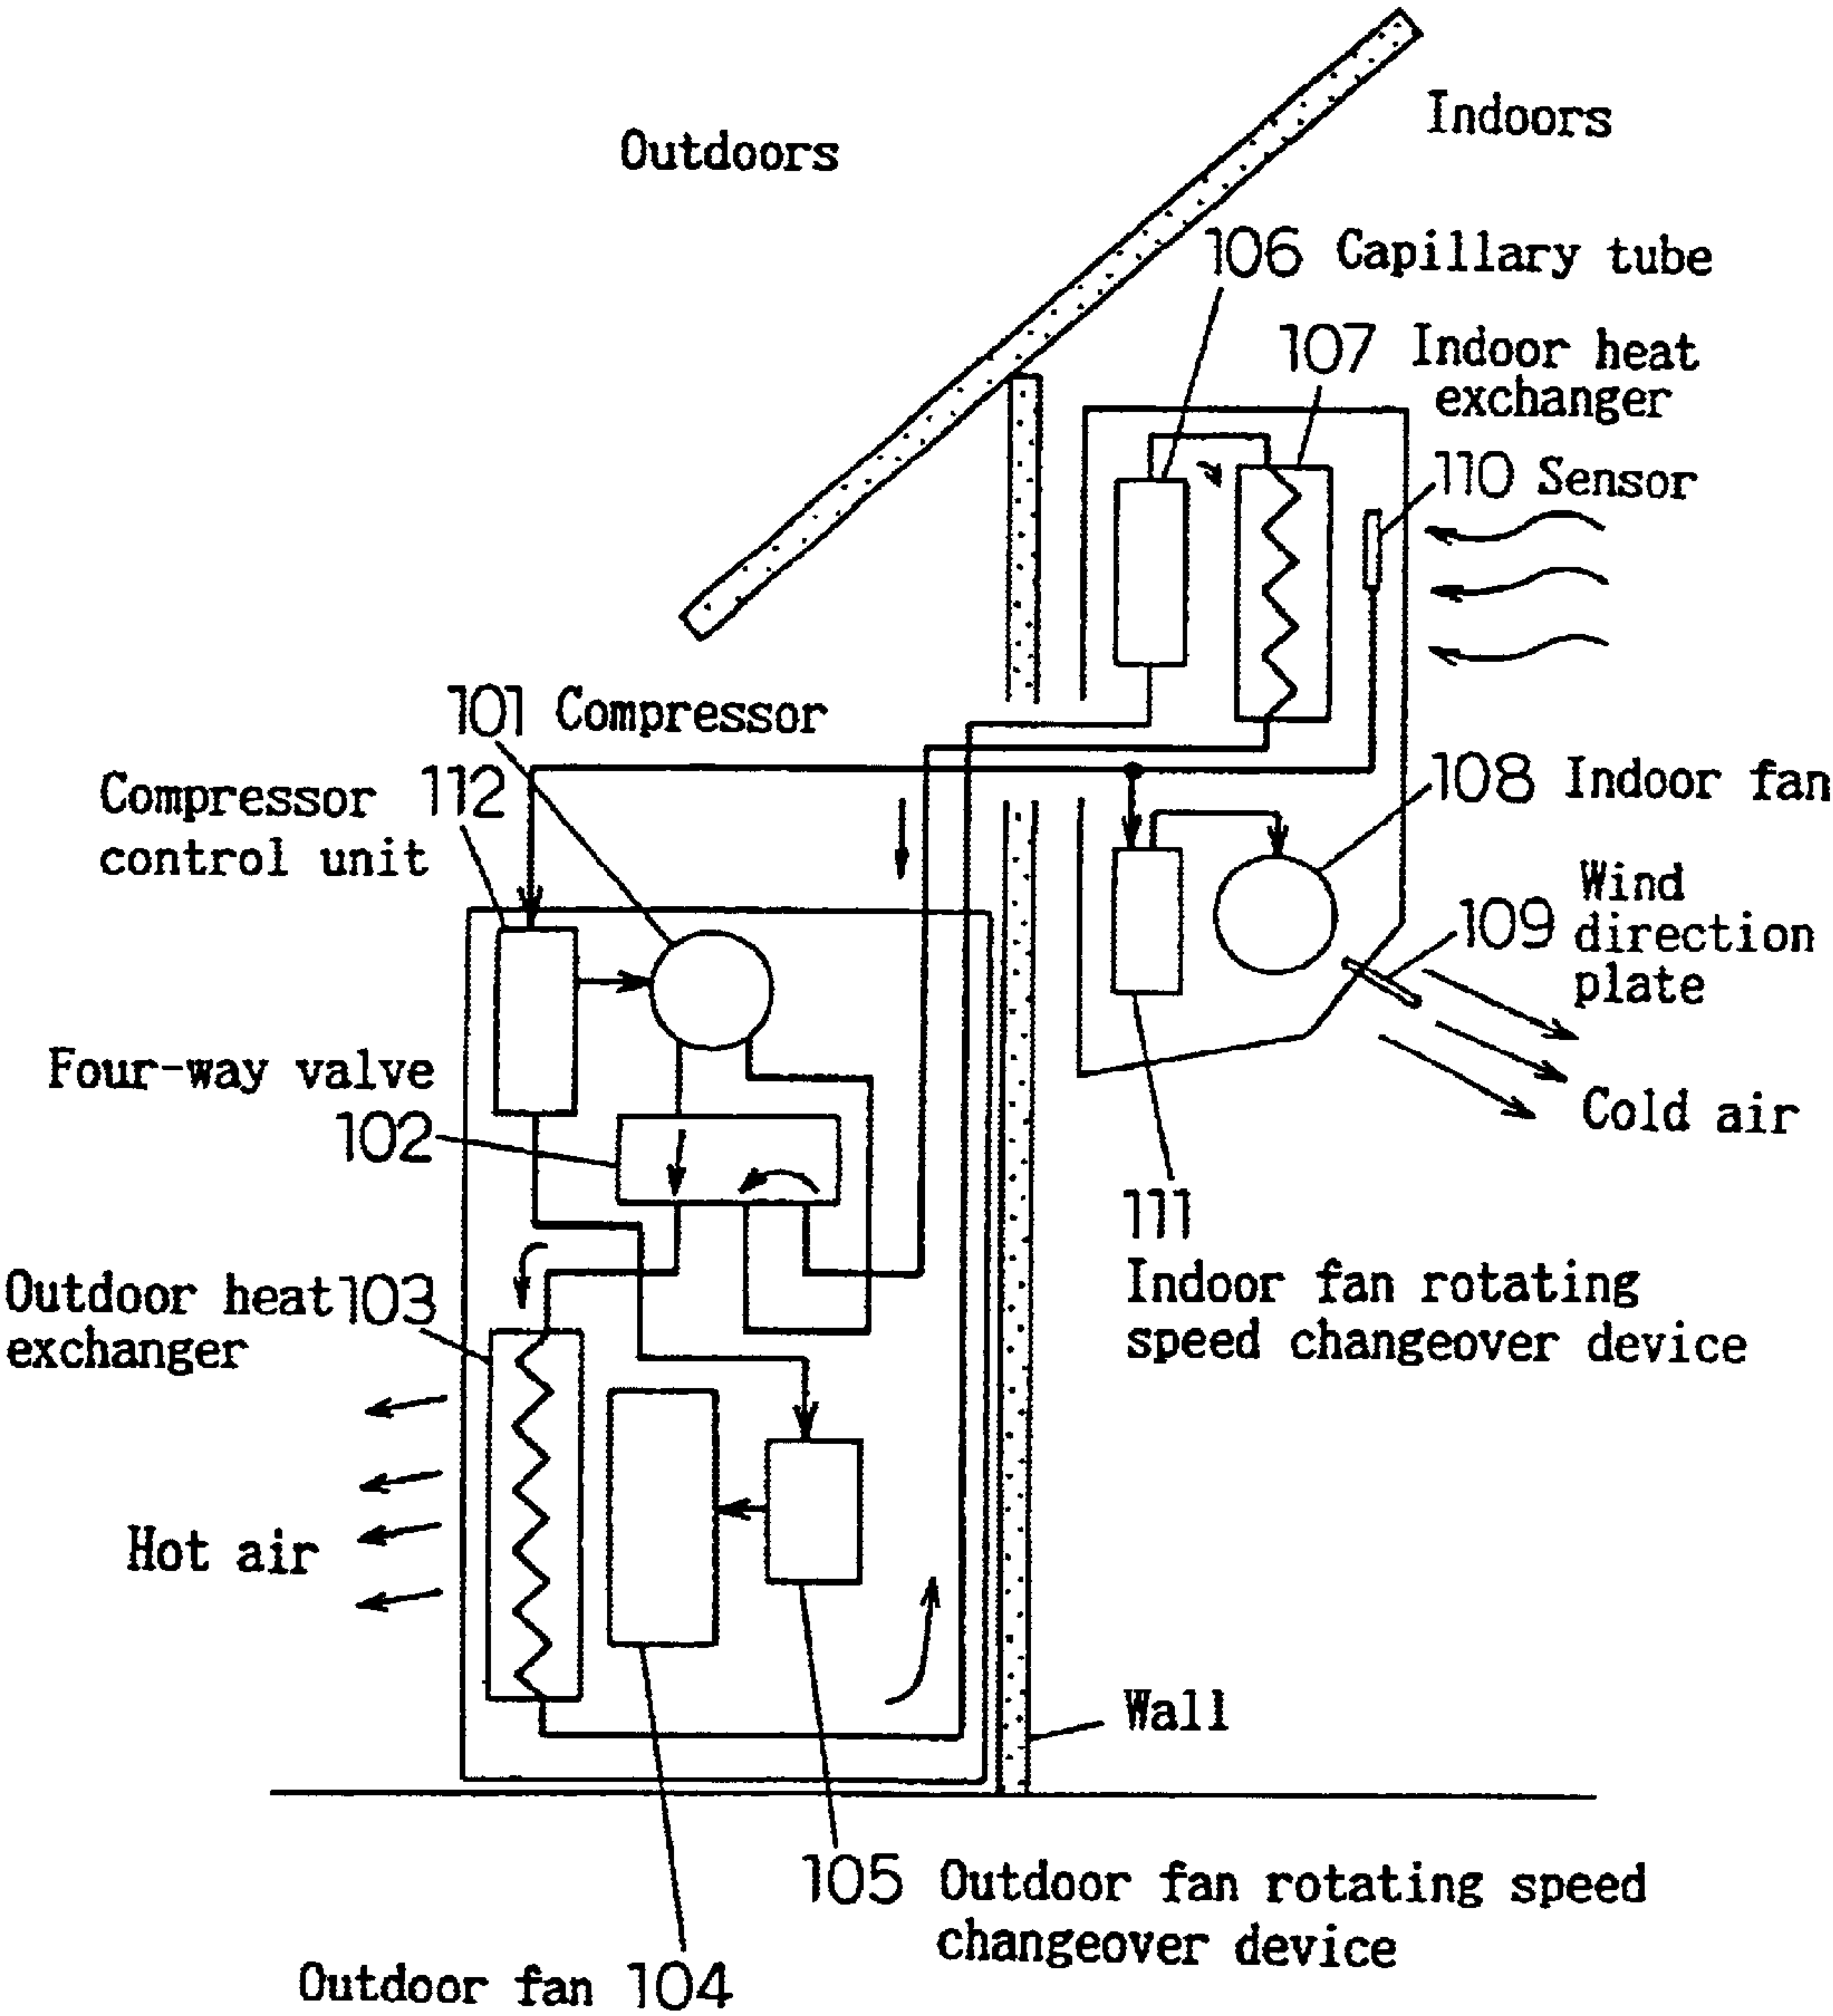 Outdoors
Indoors
106 Capillary tube
107 Indoor heat
exchanger
110 Sensor
101 Compressor
Compressor 112
control unit
108 Indoor fan
109 Wind
direction
plate
Four-way valve
102
Cold air
111
Indoor fan rotating
speed changeover device
Outdoor heat 103
exchanger
Hot air
Wall
105 Outdoor fan rotating speed
changeover device
Outdoor fan 104